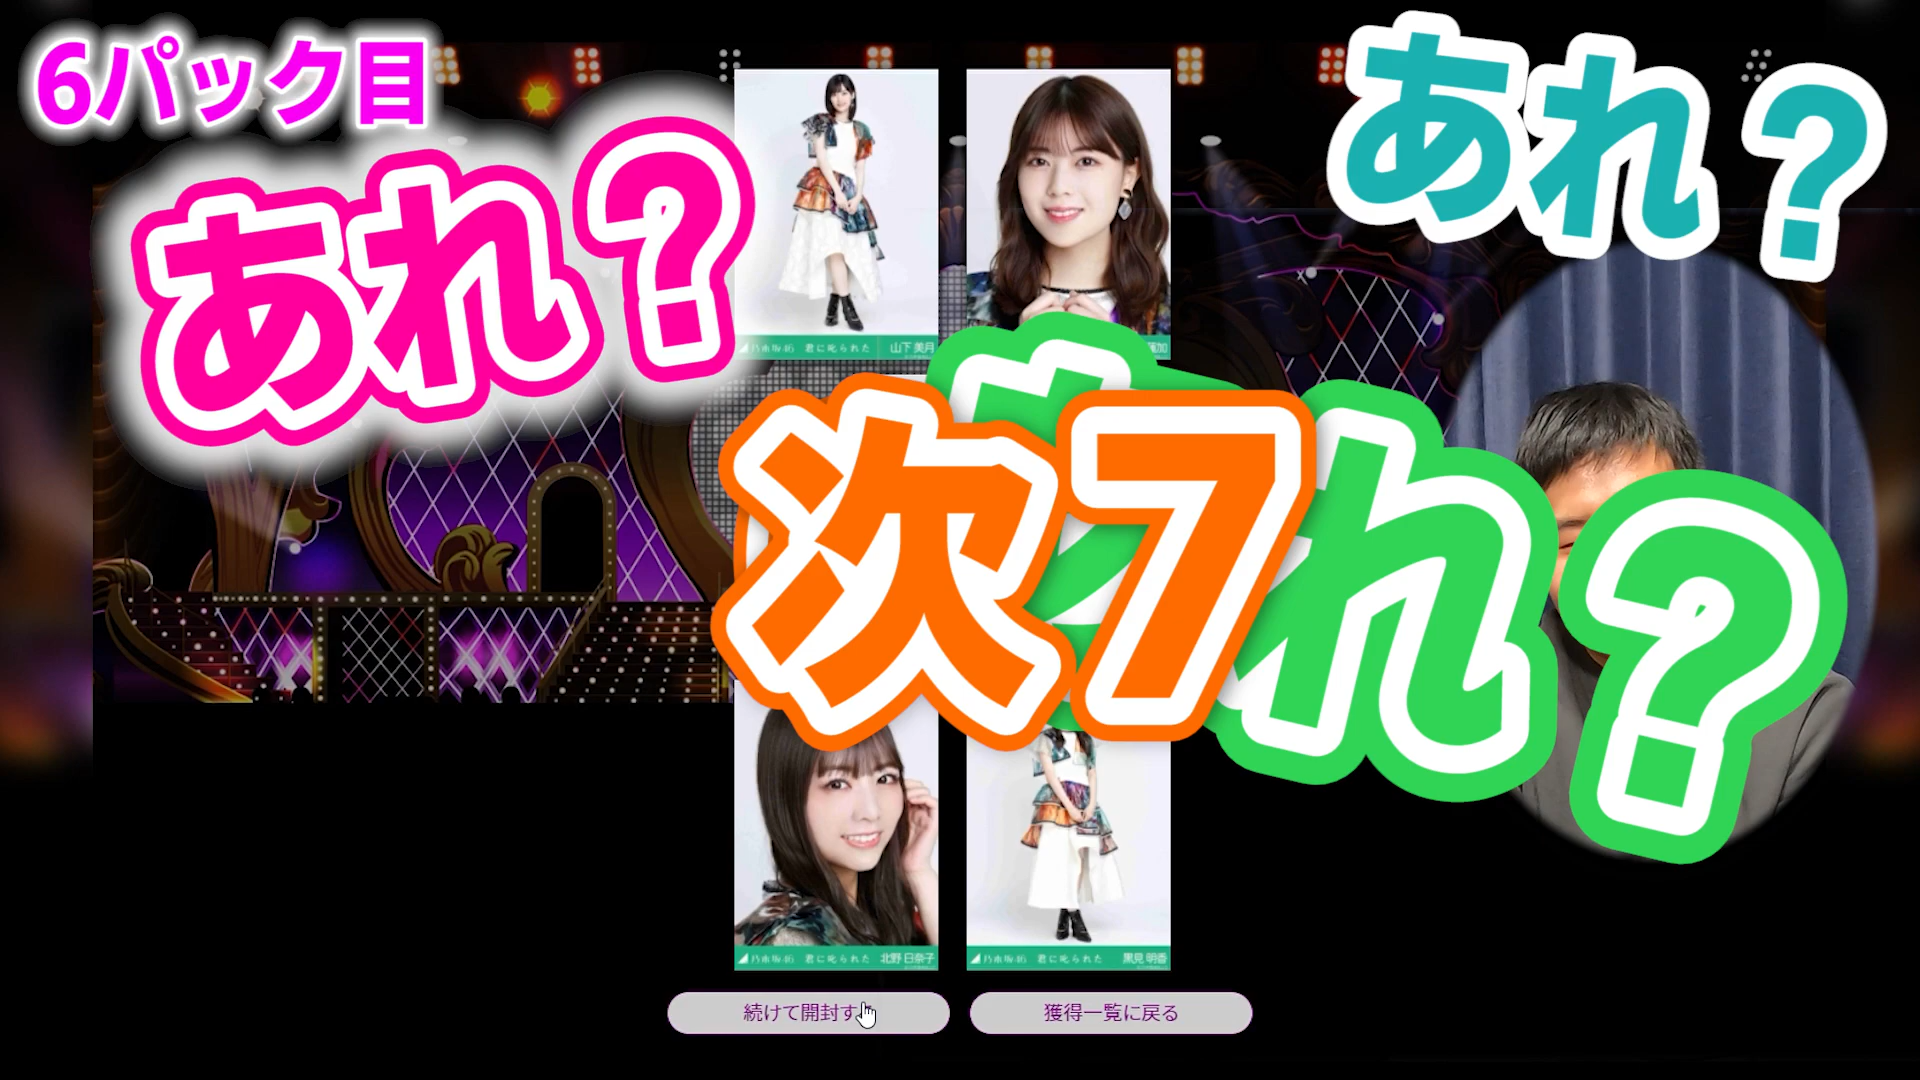 6パック目
あれ？
あれ？
あれ？
次7
乃木坂46 君に叱られた 山下 美月
乃木坂46 君に叱られた 北野 日奈子
乃木坂46 君に叱られた 黒見 明香
続けて開封す
獲得一覧に戻る